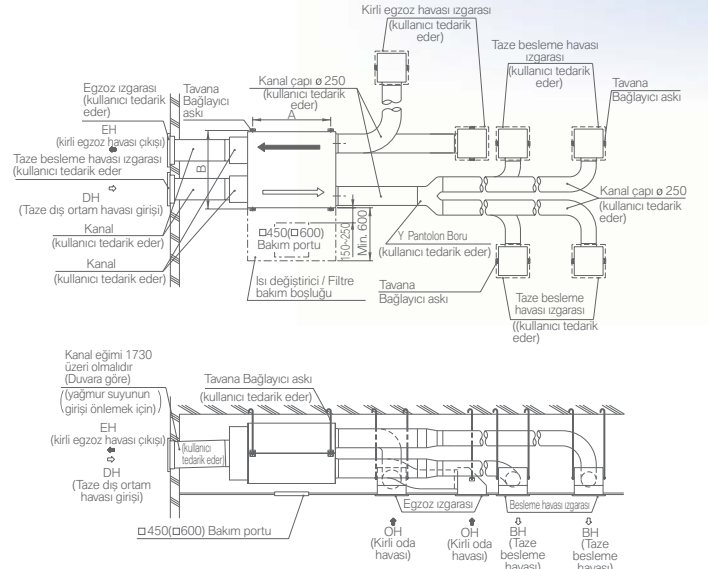 Kirli egzoz havası ızgarası
(kullanıcı tedarik
eder)
Taze besleme havası
ızgarası
(kullanıcı tedarik
eder)
Tavana
Bağlayıcı askı
Egzoz ızgarası
(kullanıcı tedarik
eder)
Tavana
Bağlayıcı
askı
Kanal çapı ø 250
(kullanıcı tedarik
eder)
A
EH
(kirli egzoz havası çıkışı)
Taze besleme havası ızgarası
(kullanıcı tedarik eder
B
DH
(Taze dış ortam havası girişi)
Kanal
(kullanıcı tedarik eder)
Kanal
(kullanıcı tedarik eder)
□450(□600)
Bakım portu
150~250
Min. 600
Isı değiştirici / Filtre
bakım boşluğu
Y Pantolon Boru
(kullanıcı tedarik eder)
Kanal çapı ø 250
(kullanıcı tedarik
eder)
Tavana
Bağlayıcı askı
Taze besleme
havası ızgarası
((kullanıcı tedarik
eder)
Kanal eğimi 1730
üzeri olmalıdır
(Duvara göre)
(yağmur suyunun
girişi önlemek için)
Tavana Bağlayıcı askı
(kullanıcı tedarik eder)
EH
(kirli egzoz havası çıkışı)
(kullanıcı
tedarik eder)
DH
(Taze dış ortam
havası girişi)
□450(□600) Bakım portu
Egzoz ızgarası
Besleme havası ızgarası
OH
(Kirli oda
havası)
OH
(Kirli oda
havası)
BH
(Taze
besleme
havası)
BH
(Taze
besleme
havası)